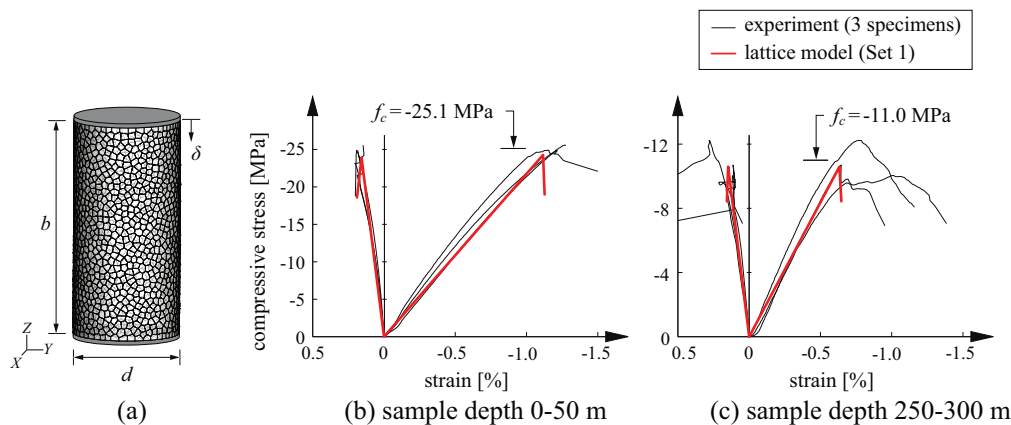 experiment (3 specimens)
lattice model (Set 1)
δ
b
Z
X
Y
d
(a)
compressive stress [MPa]
-25
-20
-15
-10
-5
0
f_c = -25.1 MPa
0.5
0
-0.5
-1.0
-1.5
strain [%]
(b) sample depth 0-50 m
-12
-8
-4
0
f_c = -11.0 MPa
0.5
0
-0.5
-1.0
-1.5
strain [%]
(c) sample depth 250-300 m